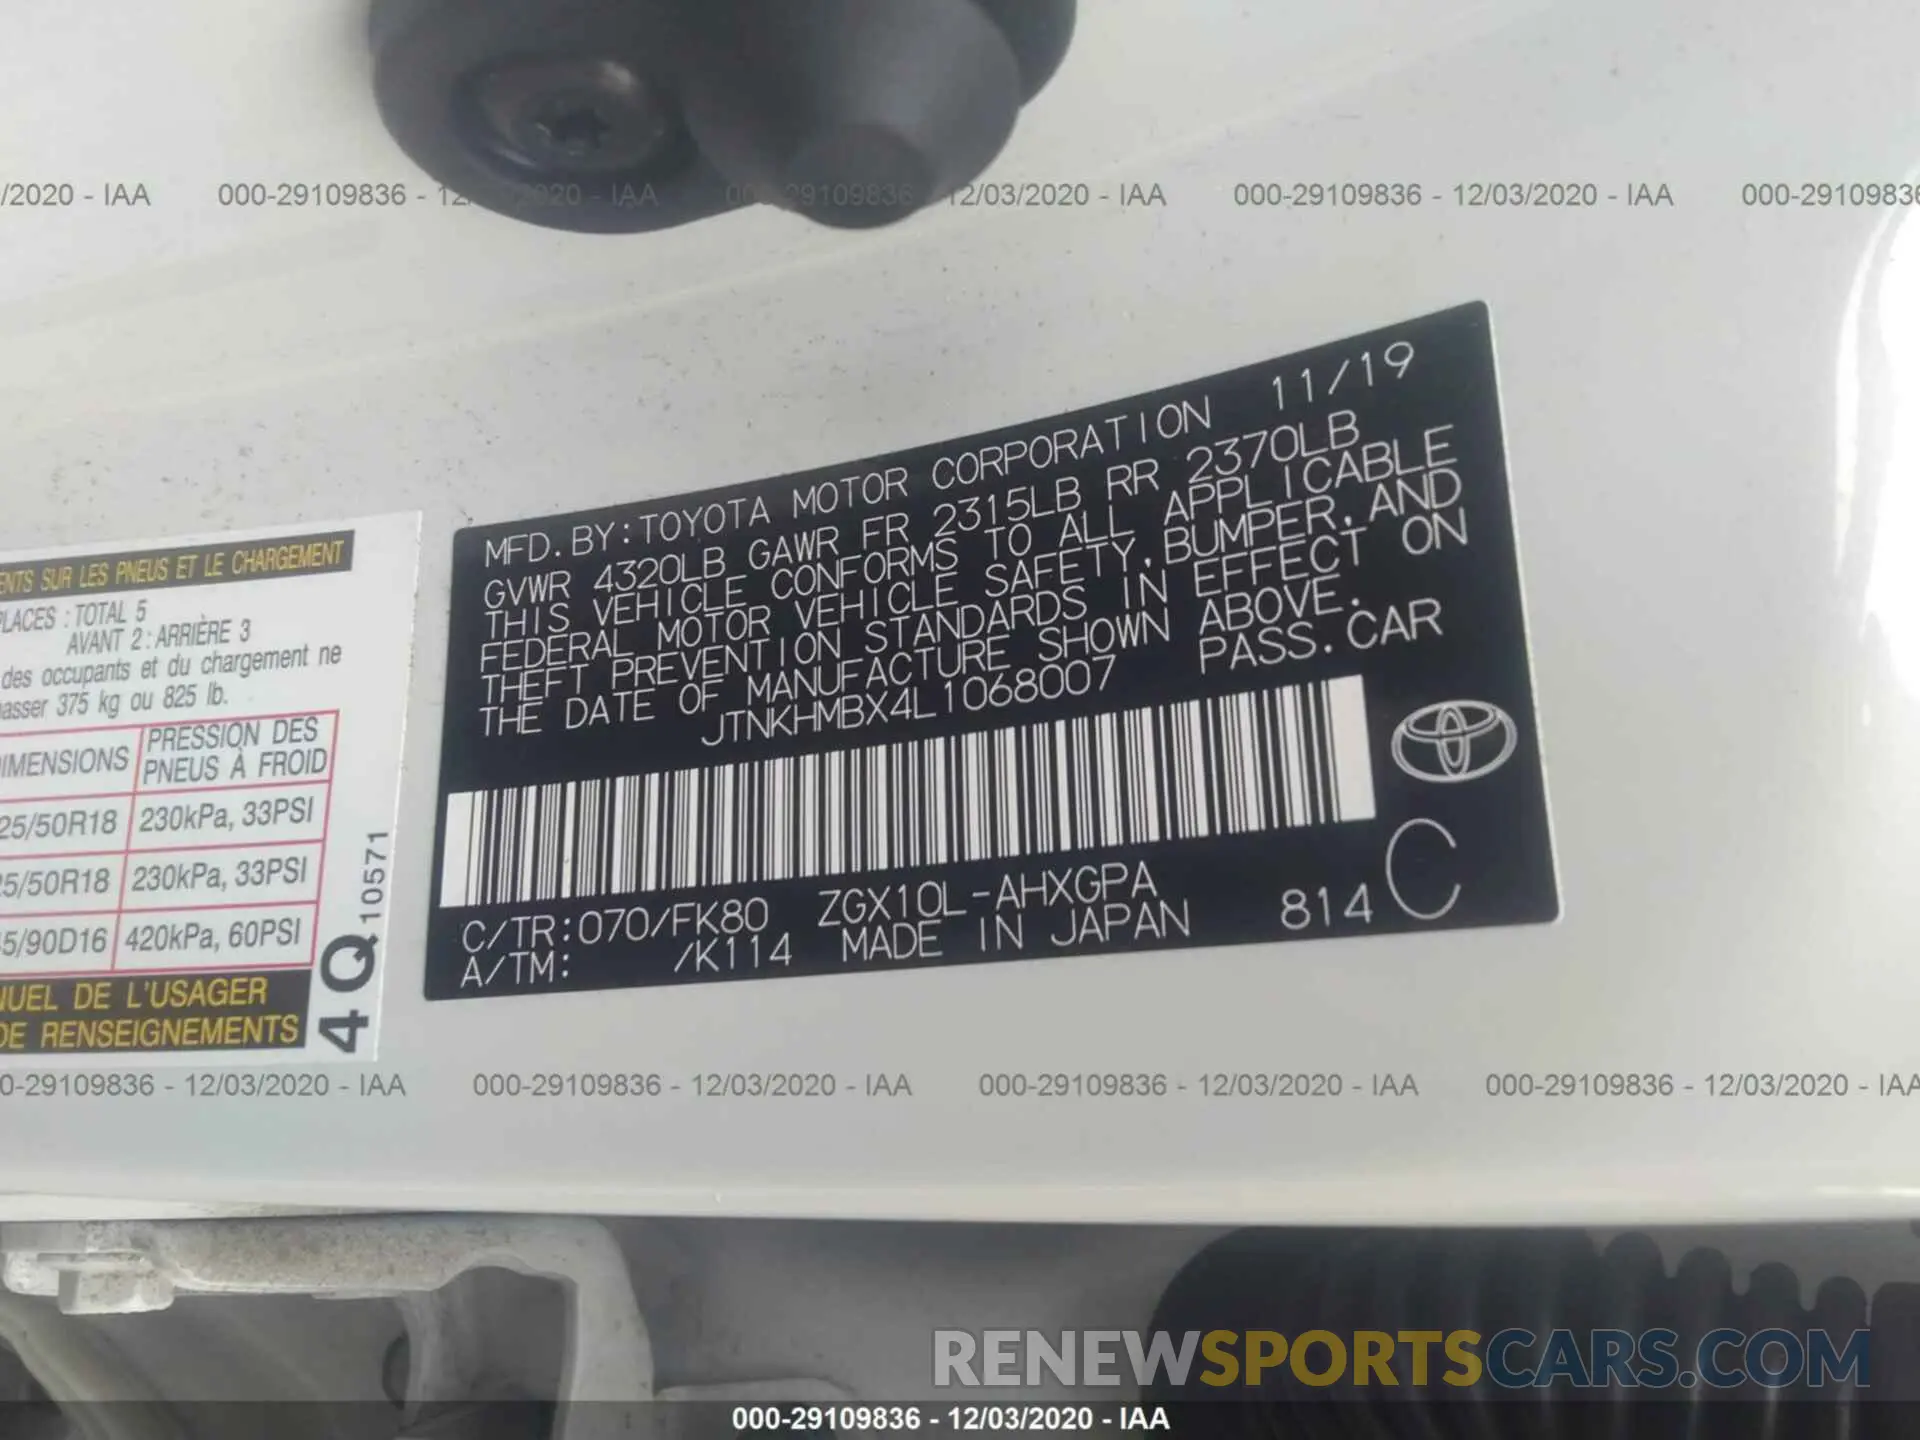 /2020 - IAA 000-29109836 - 12/03/2020 - IAA 000-29109836 - 12/03/2020 - IAA 000-29109836 - 12/03/2020 - IAA 000-29109836
MFD. BY: TOYOTA MOTOR CORPORATION 11/19
GVWR 4320LB GAWR FR 2315LB RR 2370LB
THIS VEHICLE CONFORMS TO ALL APPLICABLE
FEDERAL MOTOR VEHICLE SAFETY, BUMPER, AND
THEFT PREVENTION STANDARDS IN EFFECT ON
THE DATE OF MANUFACTURE SHOWN ABOVE.
JTNKHMBX4L1068007 PASS. CAR
C/TR: 070/FK80 ZGX10L-AHXGPA
A/TM: /K114 MADE IN JAPAN 814 C
ENTS SUR LES PNEUS ET LE CHARGEMENT
PLACES : TOTAL 5
AVANT 2 : ARRIÈRE 3
des occupants et du chargement ne
passer 375 kg ou 825 lb.
DIMENSIONS PRESSION DES
PNEUS À FROID
25/50R18 230kPa, 33PSI
25/50R18 230kPa, 33PSI
5/90D16 420kPa, 60PSI
NUEL DE L'USAGER
DE RENSEIGNEMENTS
4Q 10571
0-29109836 - 12/03/2020 - IAA 000-29109836 - 12/03/2020 - IAA 000-29109836 - 12/03/2020 - IAA 000-29109836 - 12/03/2020 - IAA
RENEWSPORTSCARS.COM
000-29109836 - 12/03/2020 - IAA